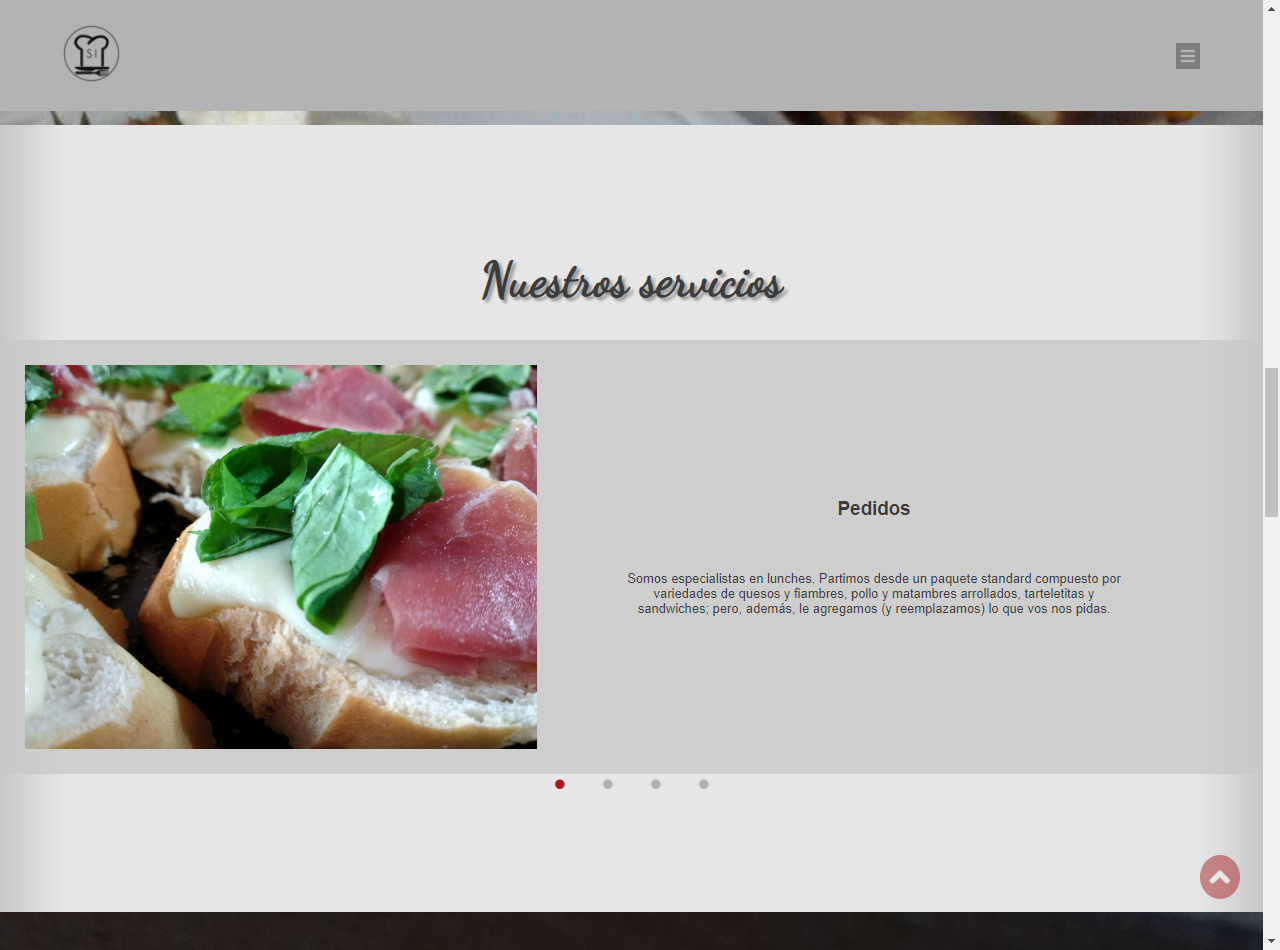 SI
Nuestros servicios
Pedidos
Somos especialistas en lunches. Partimos desde un paquete standard compuesto por
variedades de quesos y fiambres, pollo y matambres arrollados, tarteletitas y
sandwiches; pero, además, le agregamos (y reemplazamos) lo que vos nos pidas.